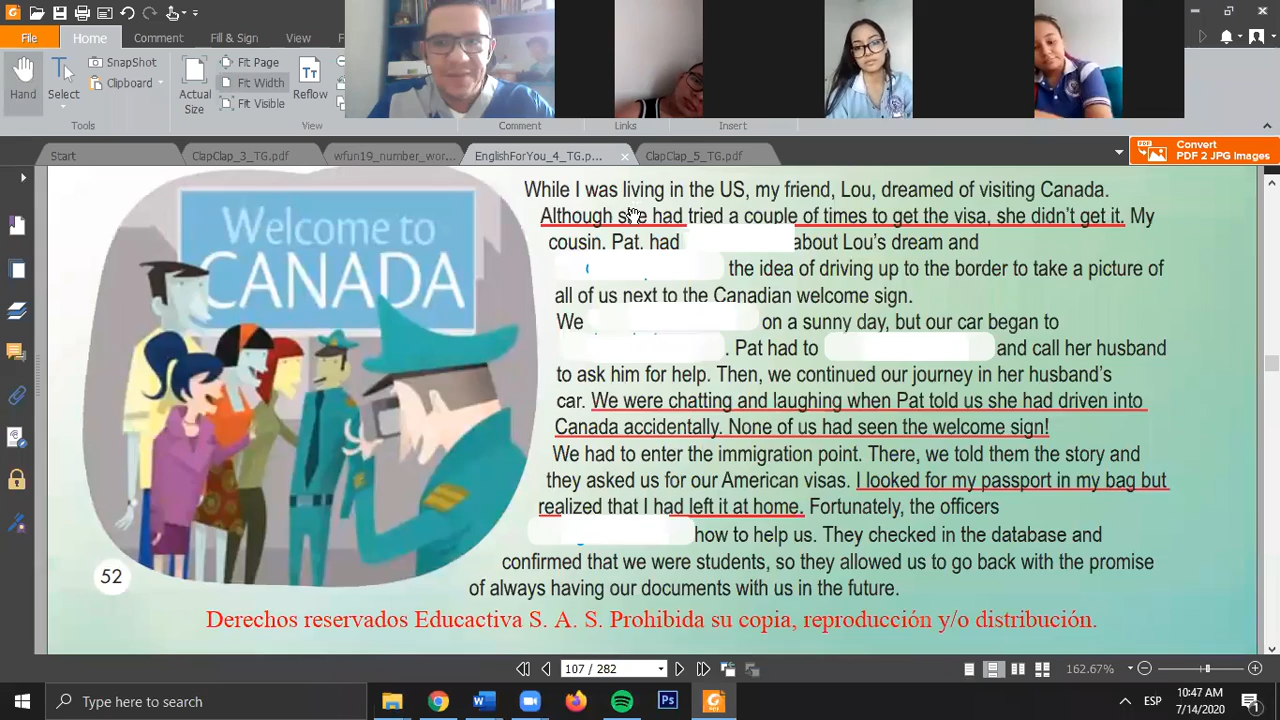 File
Home
Comment
Fill & Sign
View
Hand
Select
SnapShot
Clipboard
Actual
Size
Fit Page
Fit Width
Fit Visible
Reflow
Tools
View
Comment
Links
Insert
Start
ClapClap_3_TG.pdf
wfun19_number_wor...
EnglishForYou_4_TG.p...
ClapClap_5_TG.pdf
Convert
PDF 2 JPG Images
Welcome to
CANADA
While I was living in the US, my friend, Lou, dreamed of visiting Canada.
Although she had tried a couple of times to get the visa, she didn't get it. My
cousin. Pat. had about Lou's dream and
the idea of driving up to the border to take a picture of
all of us next to the Canadian welcome sign.
We on a sunny day, but our car began to
. Pat had to and call her husband
to ask him for help. Then, we continued our journey in her husband's
car. We were chatting and laughing when Pat told us she had driven into
Canada accidentally. None of us had seen the welcome sign!
We had to enter the immigration point. There, we told them the story and
they asked us for our American visas. I looked for my passport in my bag but
realized that I had left it at home. Fortunately, the officers
how to help us. They checked in the database and
confirmed that we were students, so they allowed us to go back with the promise
of always having our documents with us in the future.
52
Derechos reservados Educactiva S. A. S. Prohibida su copia, reproducción y/o distribución.
107 / 282
162.67%
Type here to search
ESP
10:47 AM
7/14/2020